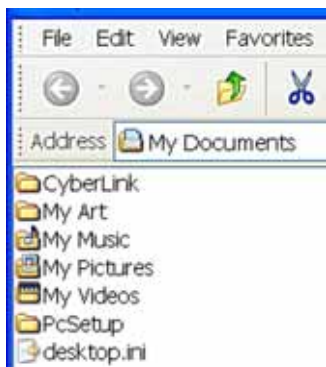 File Edit View Favorites
Address My Documents
CyberLink
My Art
My Music
My Pictures
My Videos
PcSetup
desktop.ini